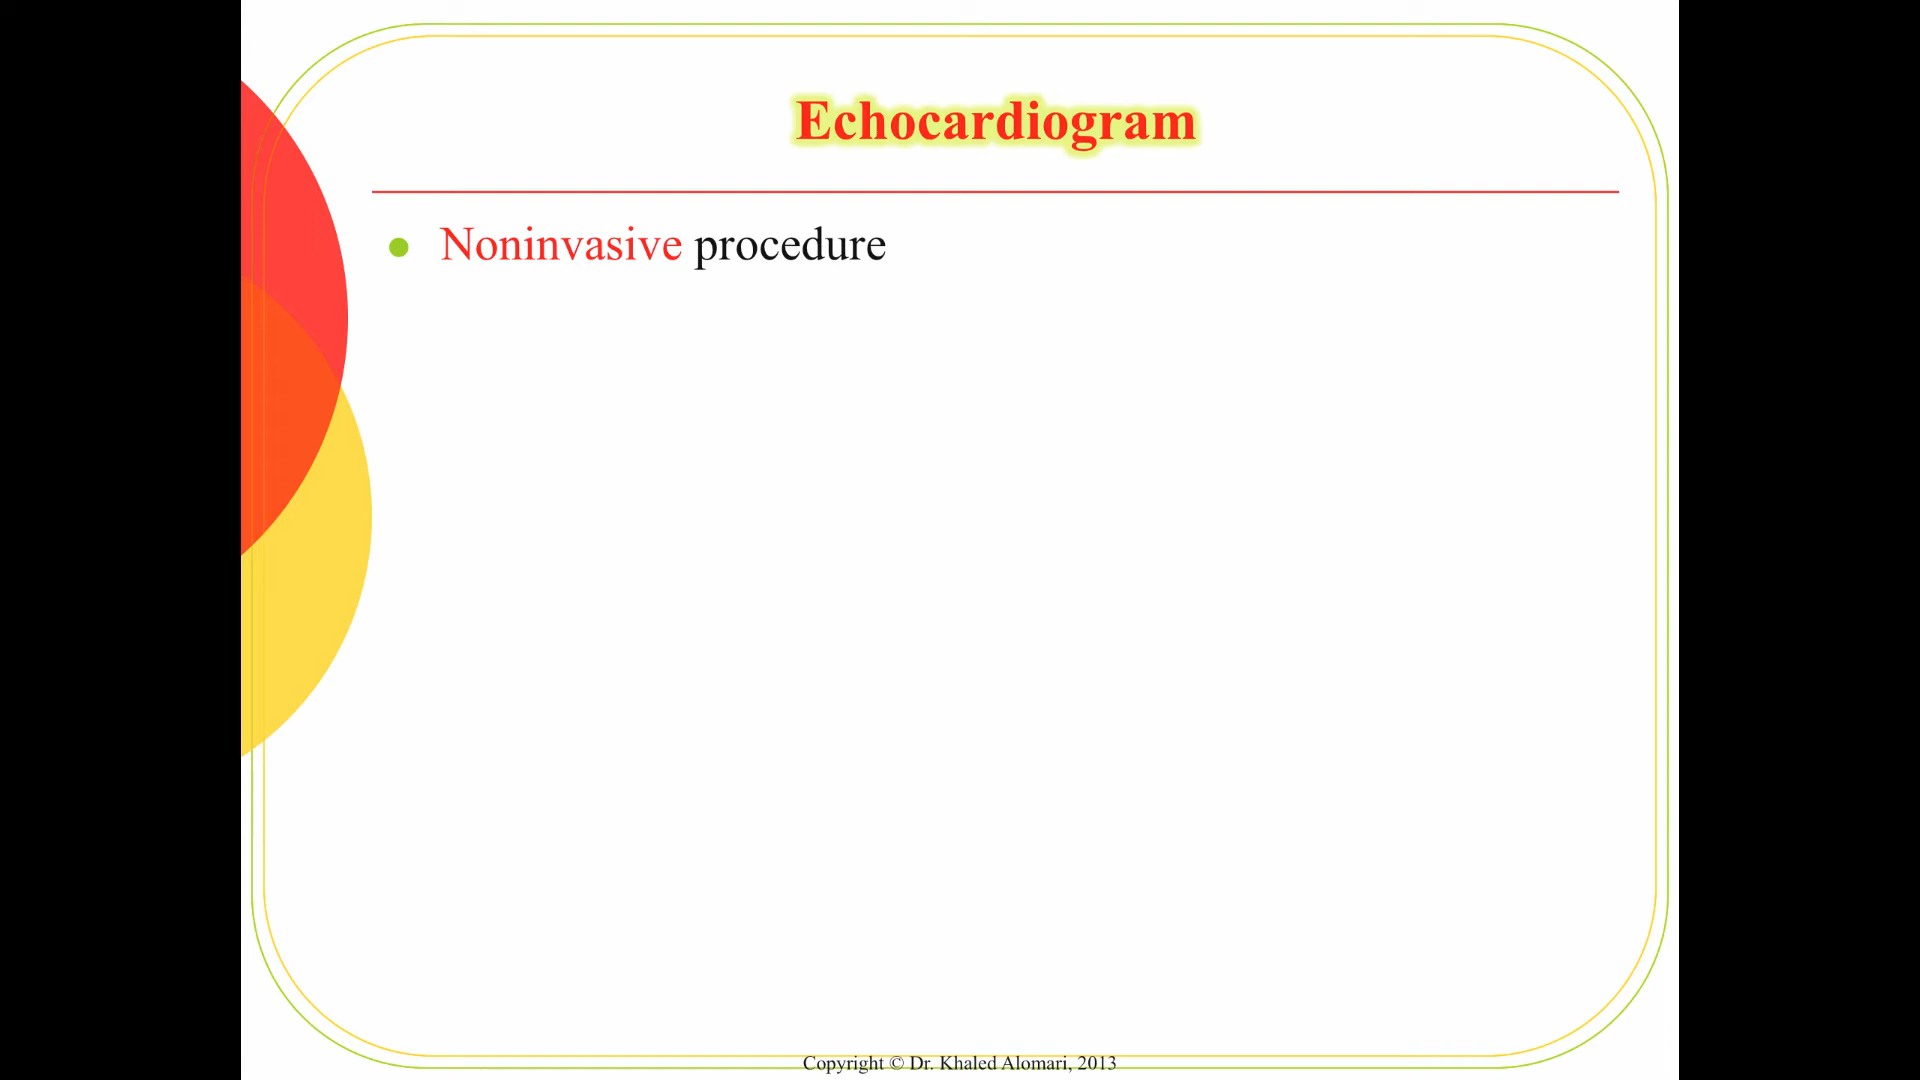 Echocardiogram
Noninvasive procedure
Copyright © Dr. Khaled Alomari, 2013